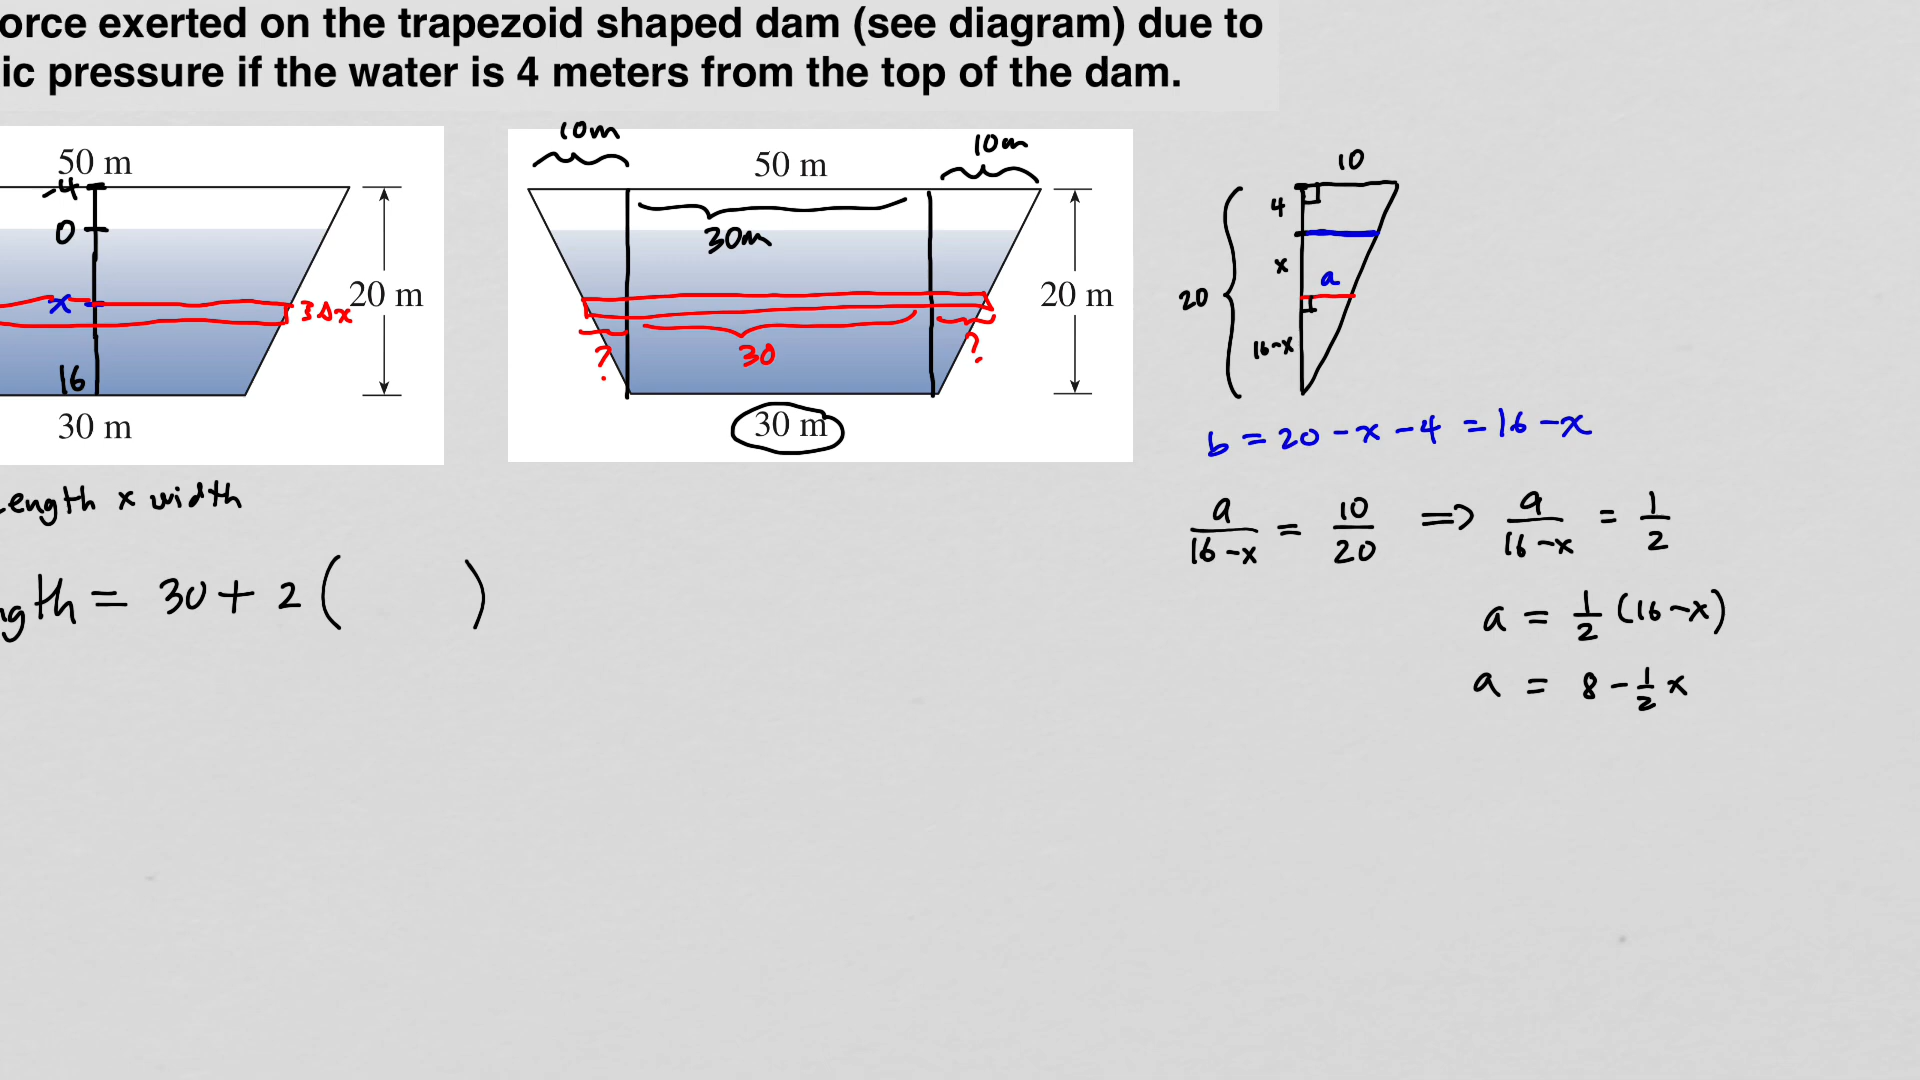 orce exerted on the trapezoid shaped dam (see diagram) due to
ic pressure if the water is 4 meters from the top of the dam.
50 m
-4
0
x
16
30 m
3Δx
20 m
10m
50 m
10m
30m
?
30
?
30 m
20 m
10
4
x
a
20
16-x
b = 20 - x - 4 = 16 - x
a/16-x = 10/20 => a/16-x = 1/2
a = 1/2 (16-x)
a = 8 - 1/2 x
Length x width
ngth = 30 + 2 ( )